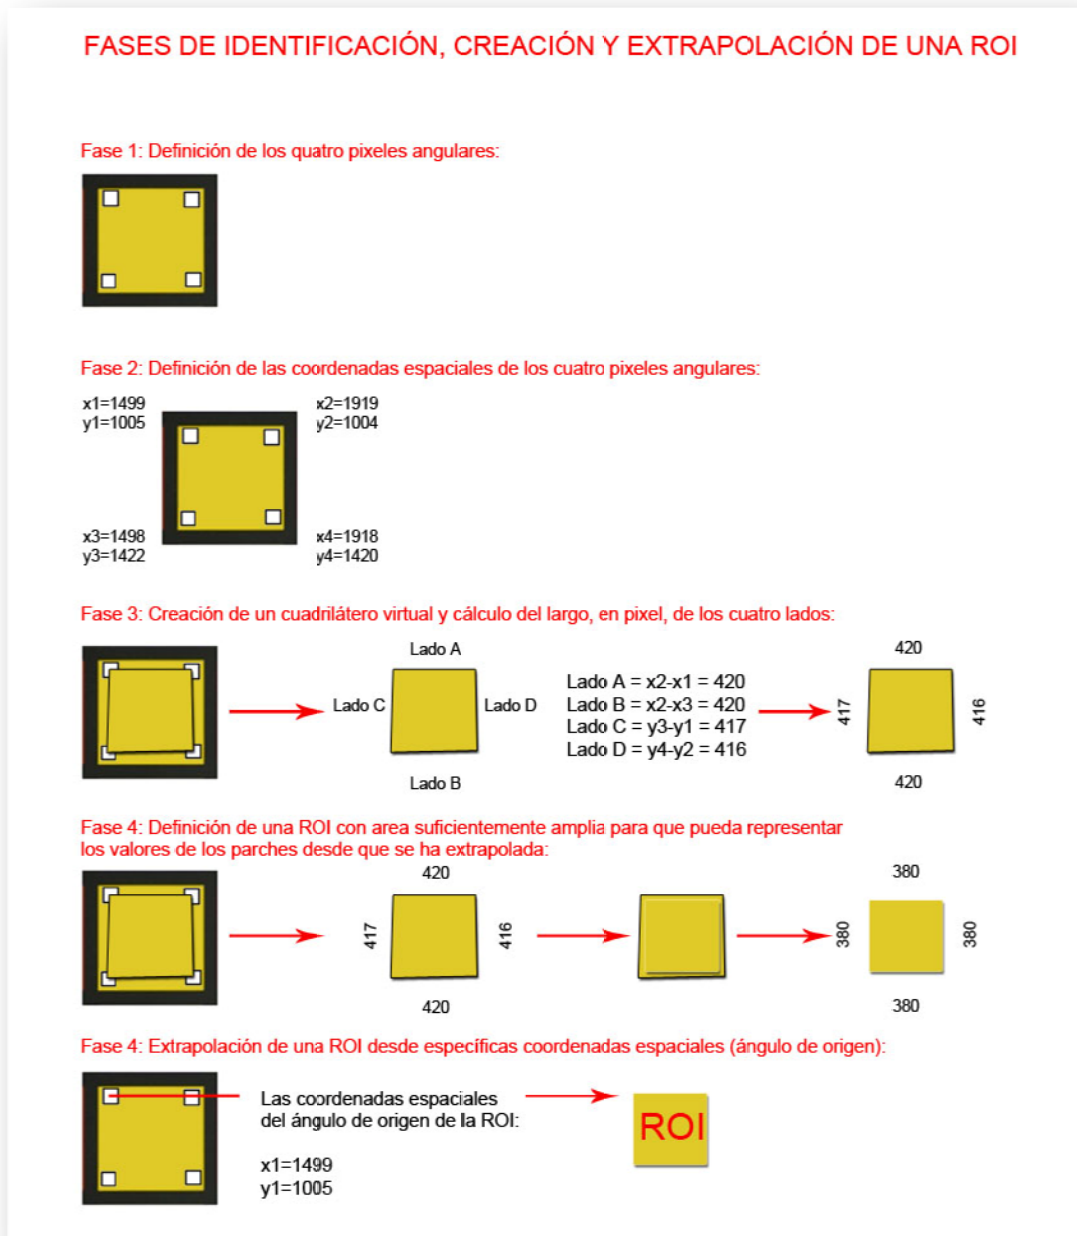 FASES DE IDENTIFICACIÓN, CREACIÓN Y EXTRAPOLACIÓN DE UNA ROI
Fase 1: Definición de los quatro pixeles angulares:
Fase 2: Definición de las coordenadas espaciales de los cuatro pixeles angulares:
x1=1499
y1=1005
x2=1919
y2=1004
x3=1498
y3=1422
x4=1918
y4=1420
Fase 3: Creación de un cuadrilátero virtual y cálculo del largo, en pixel, de los cuatro lados:
Lado A
Lado C
Lado D
Lado B
Lado A = x2-x1 = 420
Lado B = x2-x3 = 420
Lado C = y3-y1 = 417
Lado D = y4-y2 = 416
420
417
416
420
Fase 4: Definición de una ROI con area suficientemente amplia para que pueda representar
los valores de los parches desde que se ha extrapolada:
420
417
416
420
380
380
380
380
Fase 4: Extrapolación de una ROI desde específicas coordenadas espaciales (ángulo de origen):
Las coordenadas espaciales
del ángulo de origen de la ROI:
x1=1499
y1=1005
ROI